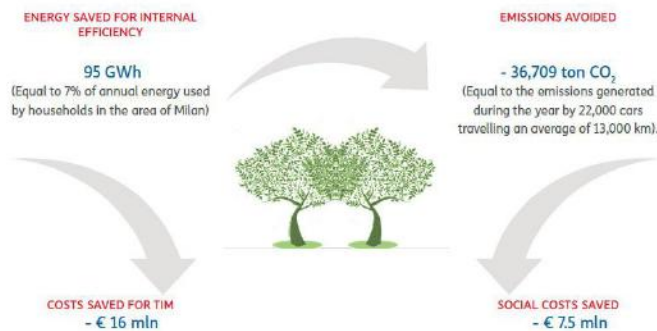 ENERGY SAVED FOR INTERNAL
EFFICIENCY
95 GWh
(Equal to 7% of annual energy used
by households in the area of Milan)
EMISSIONS AVOIDED
- 36,709 ton CO₂
(Equal to the emissions generated
during the year by 22,000 cars
travelling an average of 13,000 km).
COSTS SAVED FOR TIM
- € 16 mln
SOCIAL COSTS SAVED
- € 7.5 mln